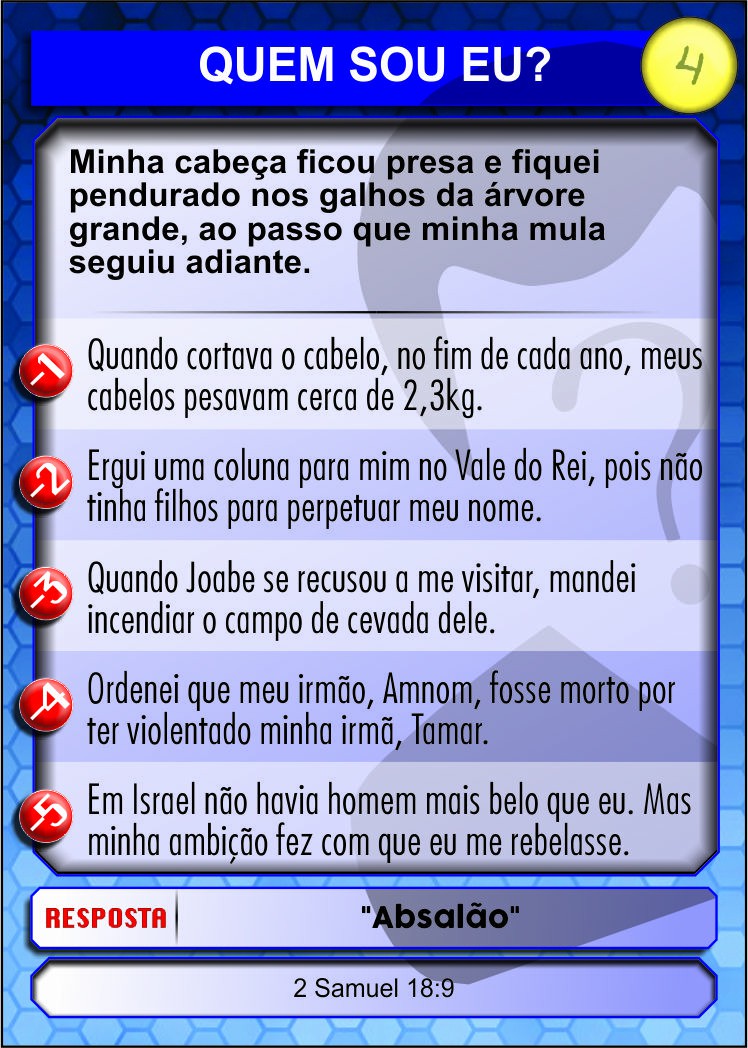 QUEM SOU EU?
4
Minha cabeça ficou presa e fiquei
pendurado nos galhos da árvore
grande, ao passo que minha mula
seguiu adiante.
1
Quando cortava o cabelo, no fim de cada ano, meus
cabelos pesavam cerca de 2,3kg.
2
Ergui uma coluna para mim no Vale do Rei, pois não
tinha filhos para perpetuar meu nome.
3
Quando Joabe se recusou a me visitar, mandei
incendiar o campo de cevada dele.
4
Ordenei que meu irmão, Amnom, fosse morto por
ter violentado minha irmã, Tamar.
5
Em Israel não havia homem mais belo que eu. Mas
minha ambição fez com que eu me rebelasse.
RESPOSTA "Absalão"
2 Samuel 18:9